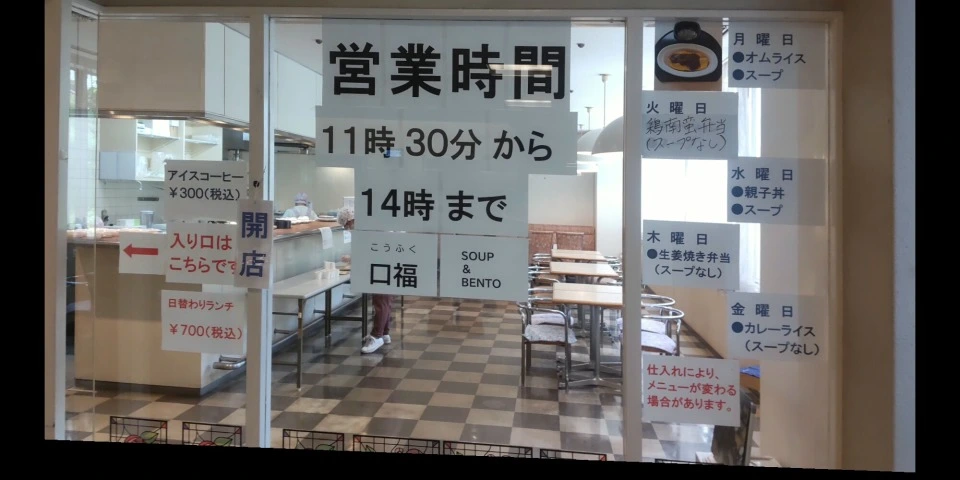 営業時間
11時30分から
14時まで
こうふく
口福
SOUP
&
BENTO
アイスコーヒー
¥300(税込)
開店
入り口は
こちらです
日替わりランチ
¥700(税込)
月曜日
●オムライス
●スープ
火曜日
鶏南蛮弁当
(スープなし)
水曜日
●親子丼
●スープ
木曜日
●生姜焼き弁当
(スープなし)
金曜日
●カレーライス
(スープなし)
仕入れにより、
メニューが変わる
場合があります。